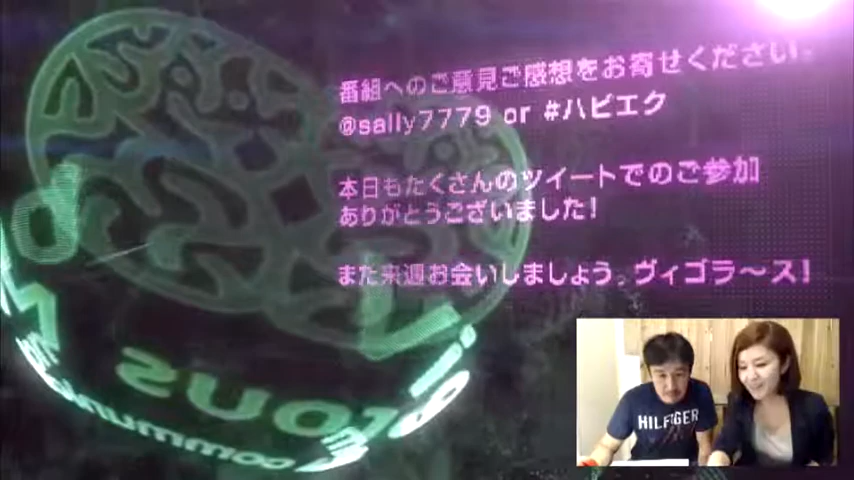 番組へのご意見ご感想をお寄せください。
@sally7779 or #ハピエク
本日もたくさんのツイートでのご参加
ありがとうございました!
また来週お会いしましょう。ヴィゴラ〜ス!
HILFIGER